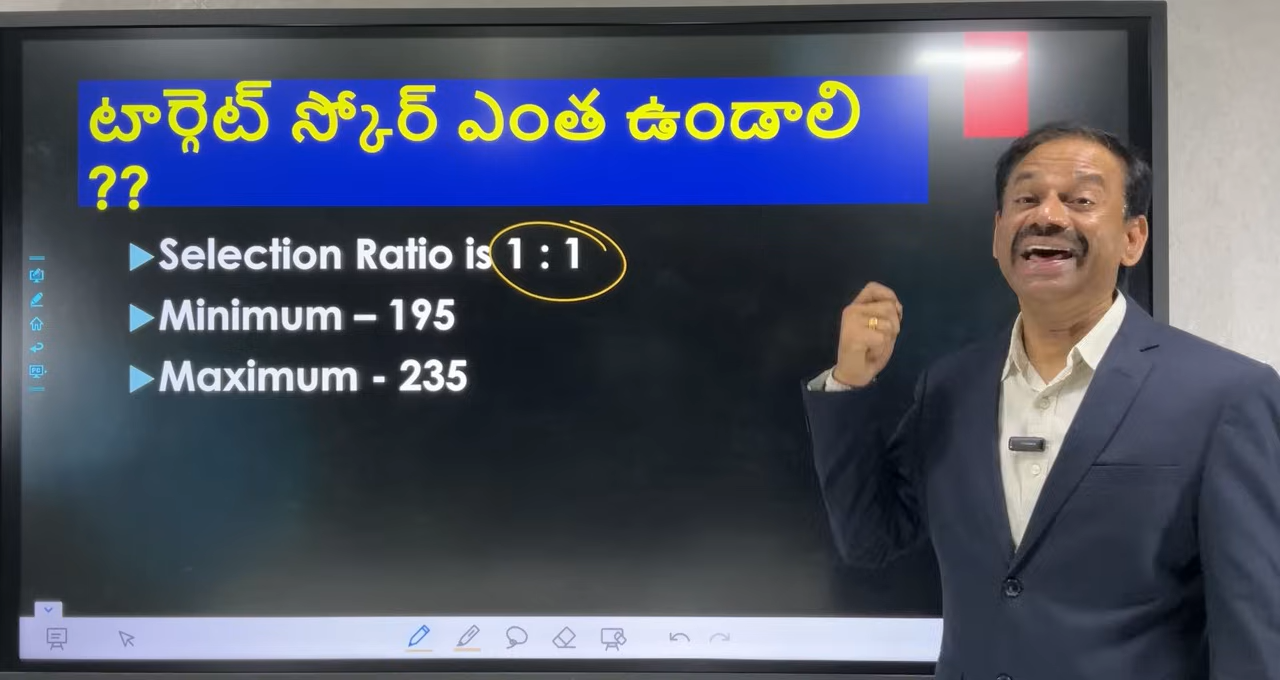 టార్గెట్ స్కోర్ ఎంత ఉండాలి
??
Selection Ratio is 1 : 1
Minimum – 195
Maximum - 235